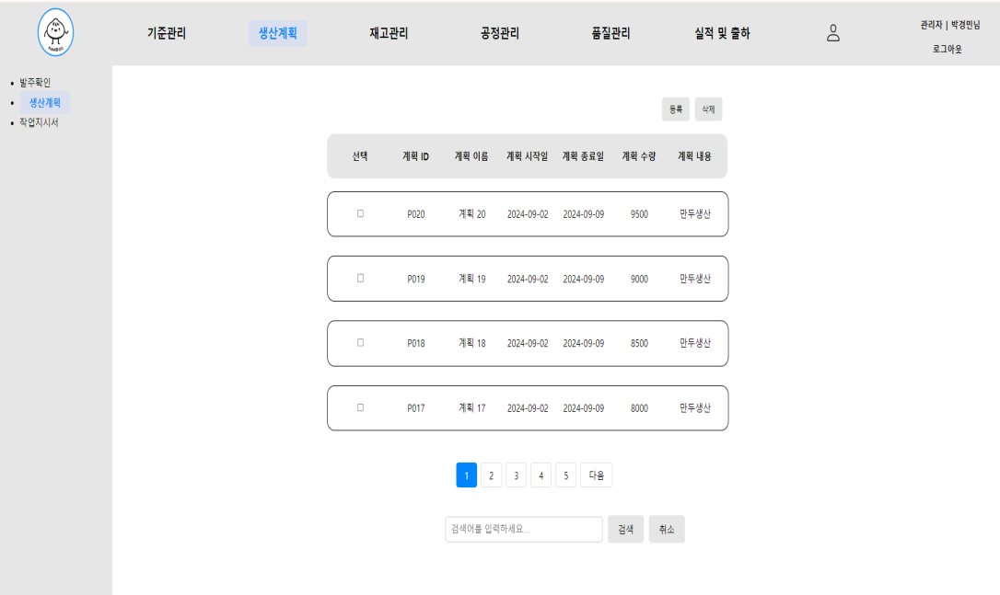 기준관리 생산계획 재고관리 공정관리 품질관리 실적 및 출하
관리자 | 박경민님
로그아웃
발주확인
생산계획
작업지시서
등록 삭제
선택 계획 ID 계획 이름 계획 시작일 계획 종료일 계획 수량 계획 내용
P020 계획 20 2024-09-02 2024-09-09 9500 만두생산
P019 계획 19 2024-09-02 2024-09-09 9000 만두생산
P018 계획 18 2024-09-02 2024-09-09 8500 만두생산
P017 계획 17 2024-09-02 2024-09-09 8000 만두생산
1 2 3 4 5 다음
검색어를 입력하세요... 검색 취소